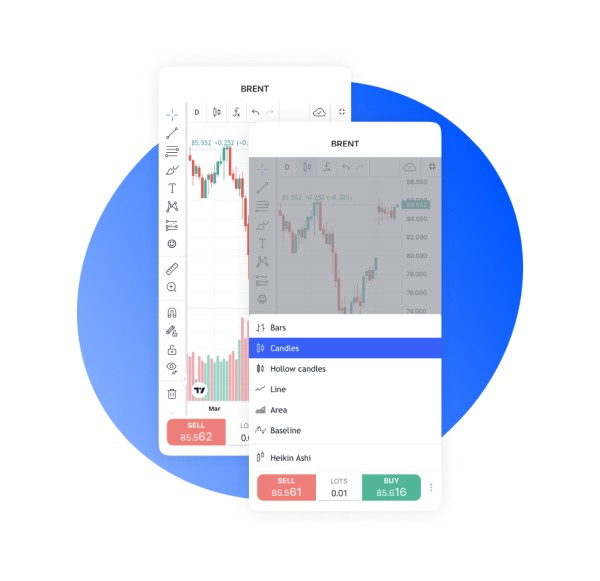 BRENT
D
85.552 +0.252 (+0.
Mar
SELL
85.562
LO
0.0
BRENT
D
88.000
85.552 +0.252 (+0.30%)
84.000
82.000
80.000
78.000
76.000
74.000
Bars
Candles
Hollow candles
Line
Area
Baseline
Heikin Ashi
SELL
85.561
LOTS
0.01
BUY
85.616